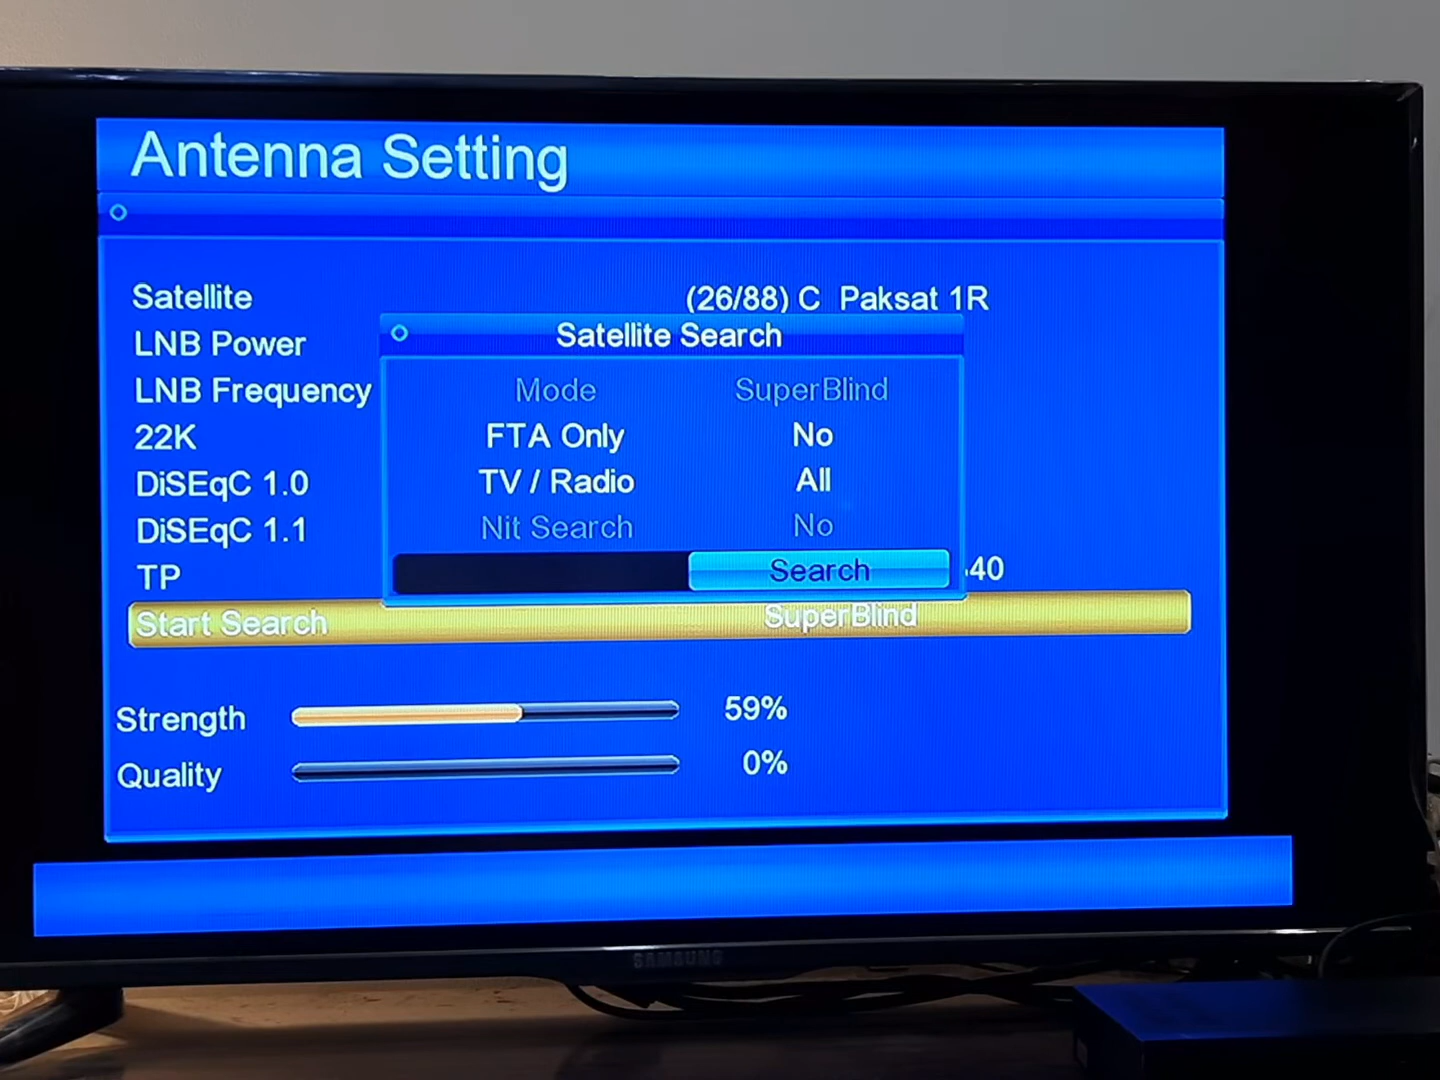 Antenna Setting
Satellite (26/88) C Paksat 1R
Satellite Search
LNB Power
LNB Frequency
Mode SuperBlind
22K
FTA Only No
DiSEqC 1.0
TV / Radio All
DiSEqC 1.1
Nit Search No
TP 40
Search
Start Search SuperBlind
Strength 59%
Quality 0%
SAMSUNG